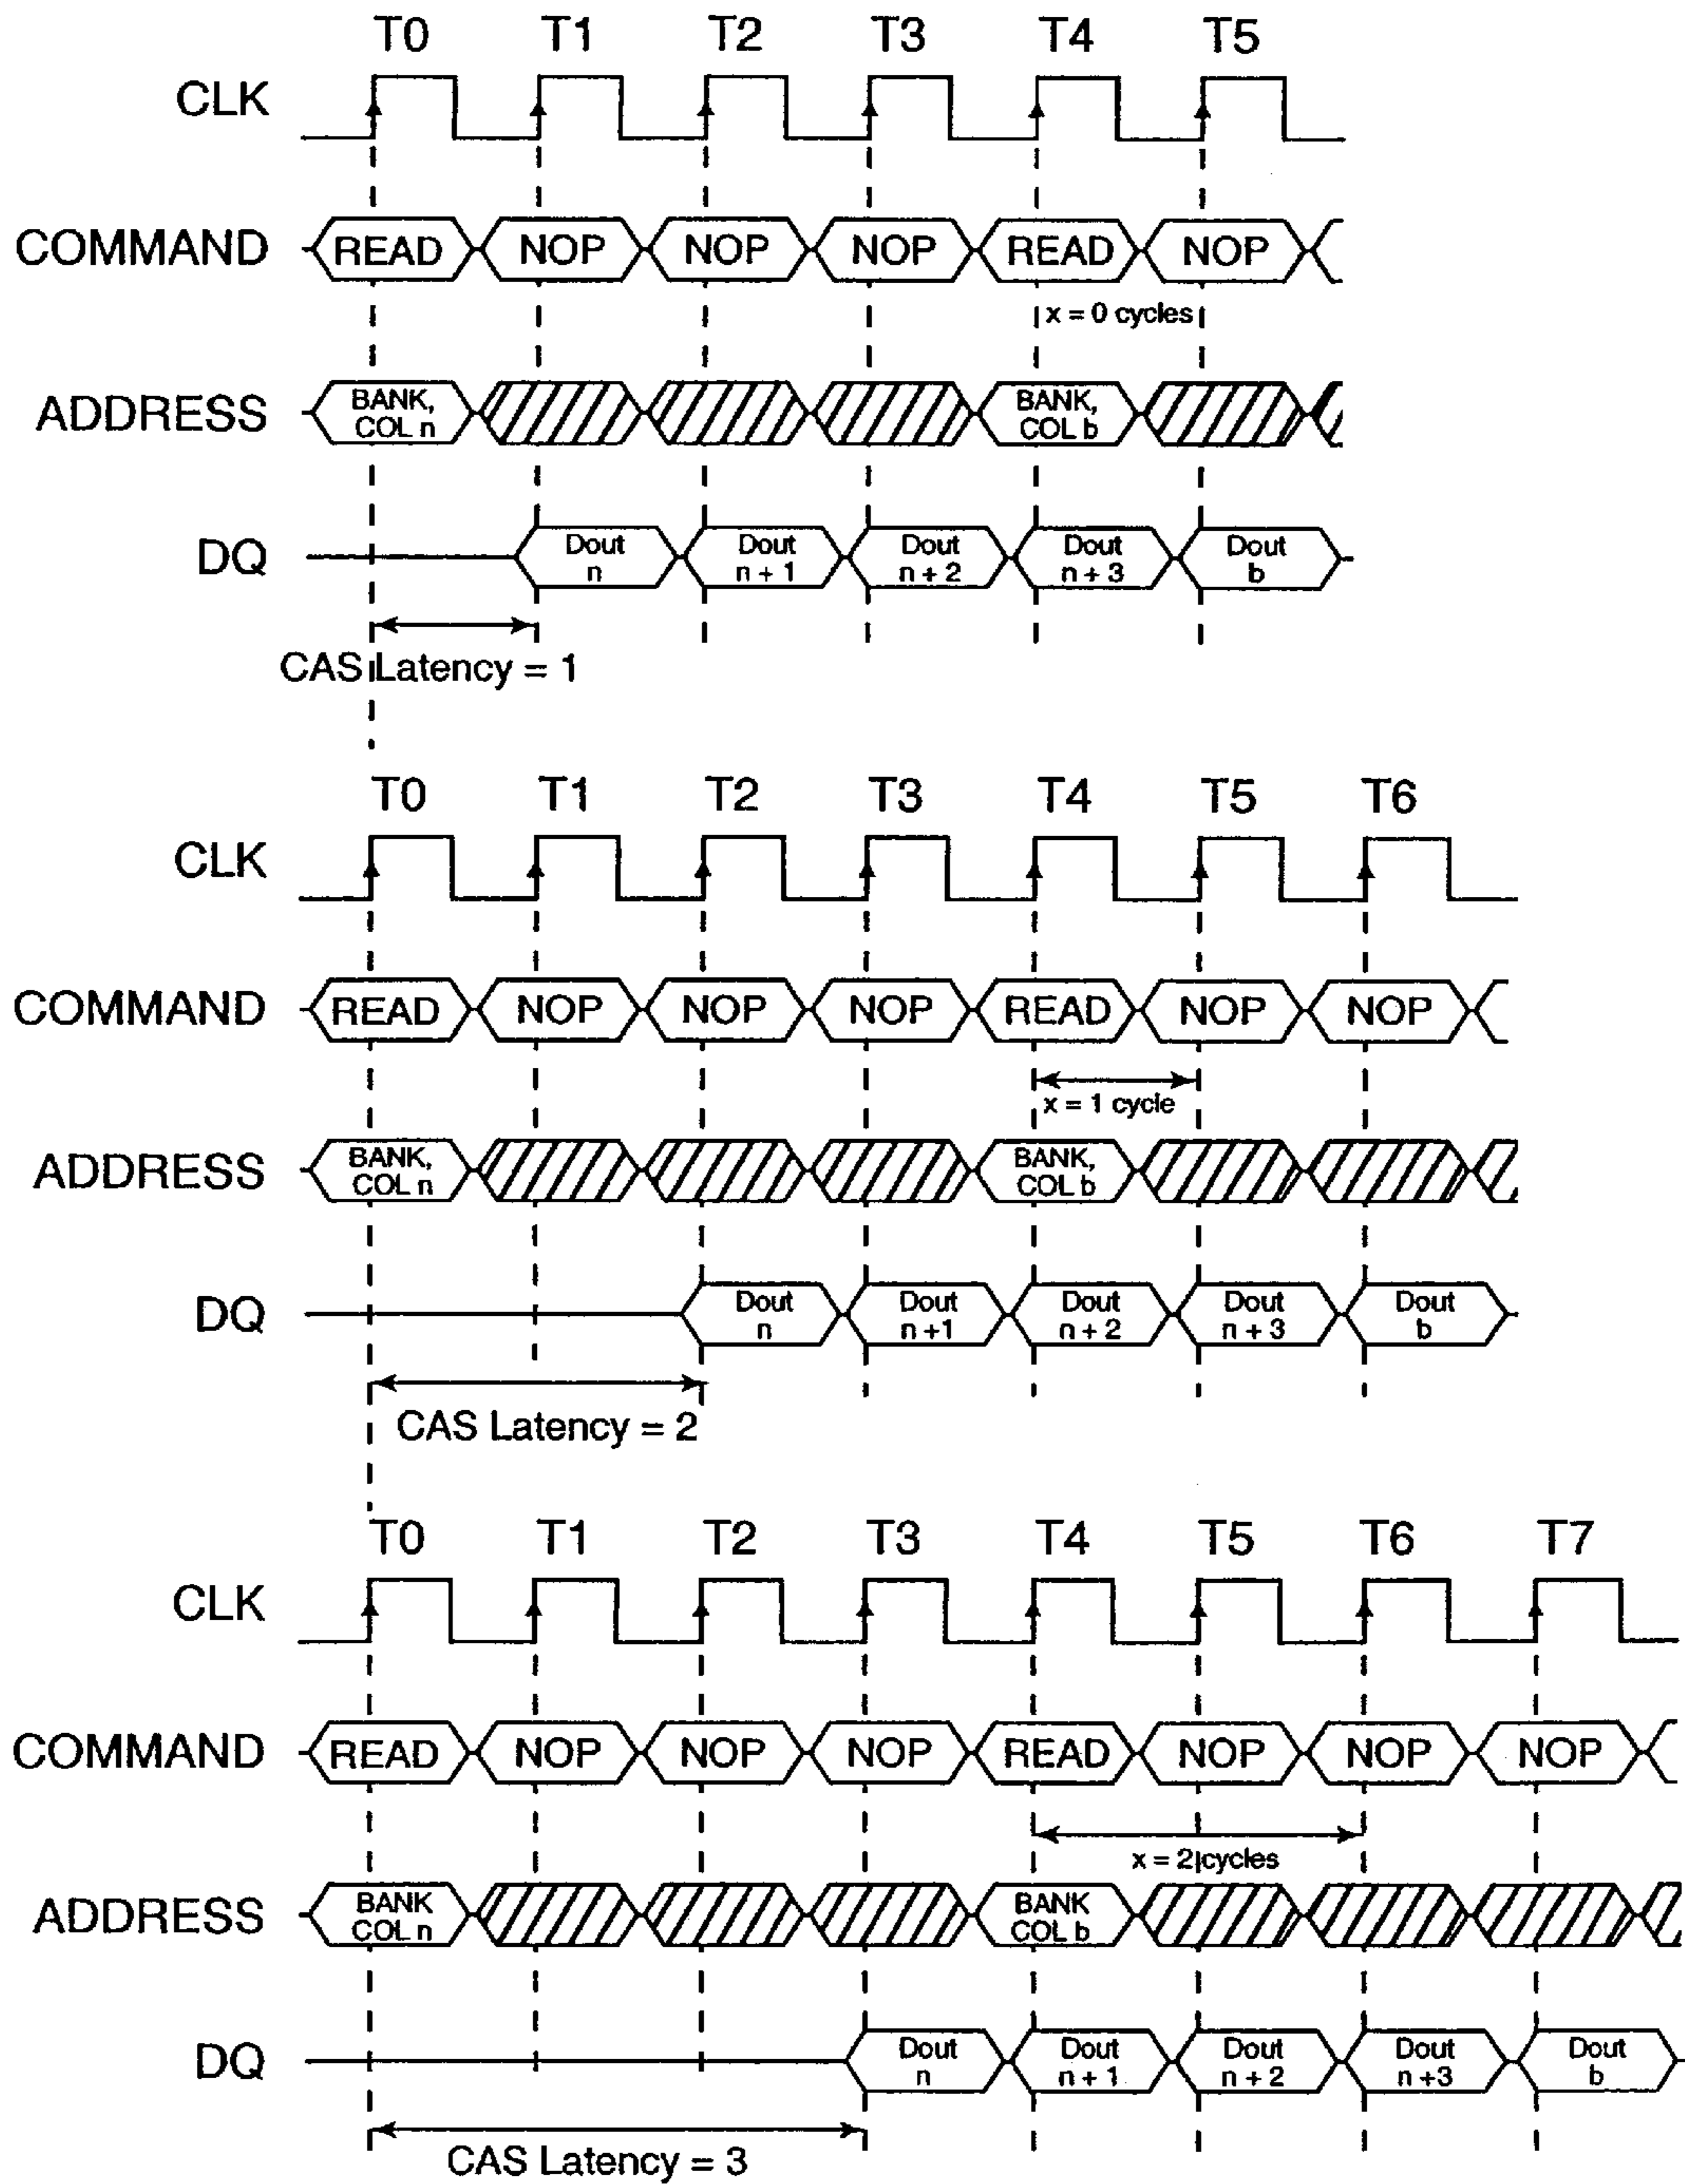 T0 T1 T2 T3 T4 T5
CLK
COMMAND READ NOP NOP NOP READ NOP
x = 0 cycles
ADDRESS BANK, COL n BANK, COL b
DQ Dout n Dout n + 1 Dout n + 2 Dout n + 3 Dout b
CAS Latency = 1
T0 T1 T2 T3 T4 T5 T6
CLK
COMMAND READ NOP NOP NOP READ NOP NOP
x = 1 cycle
ADDRESS BANK, COL n BANK, COL b
DQ Dout n Dout n +1 Dout n + 2 Dout n + 3 Dout b
CAS Latency = 2
T0 T1 T2 T3 T4 T5 T6 T7
CLK
COMMAND READ NOP NOP NOP READ NOP NOP NOP
x = 2 cycles
ADDRESS BANK COL n BANK COL b
DQ Dout n Dout n + 1 Dout n + 2 Dout n +3 Dout b
CAS Latency = 3